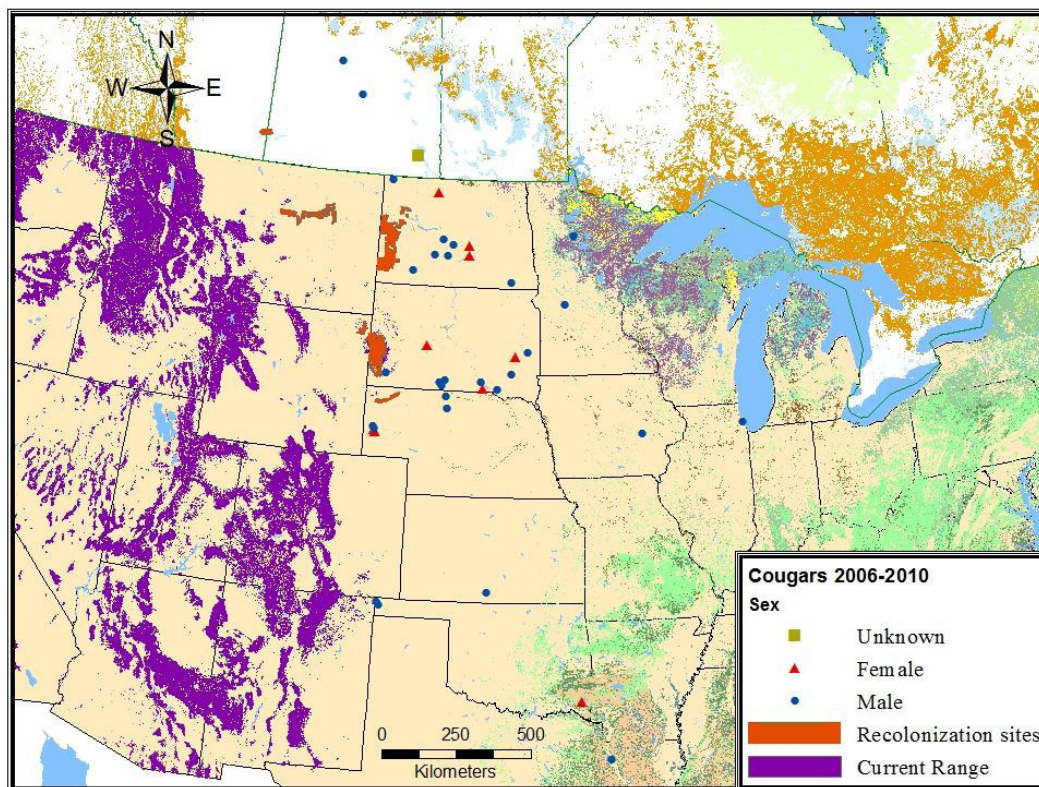 N
W E
S
Cougars 2006-2010
Sex
Unknown
Female
Male
Recolonization sites
Current Range
0 250 500
Kilometers